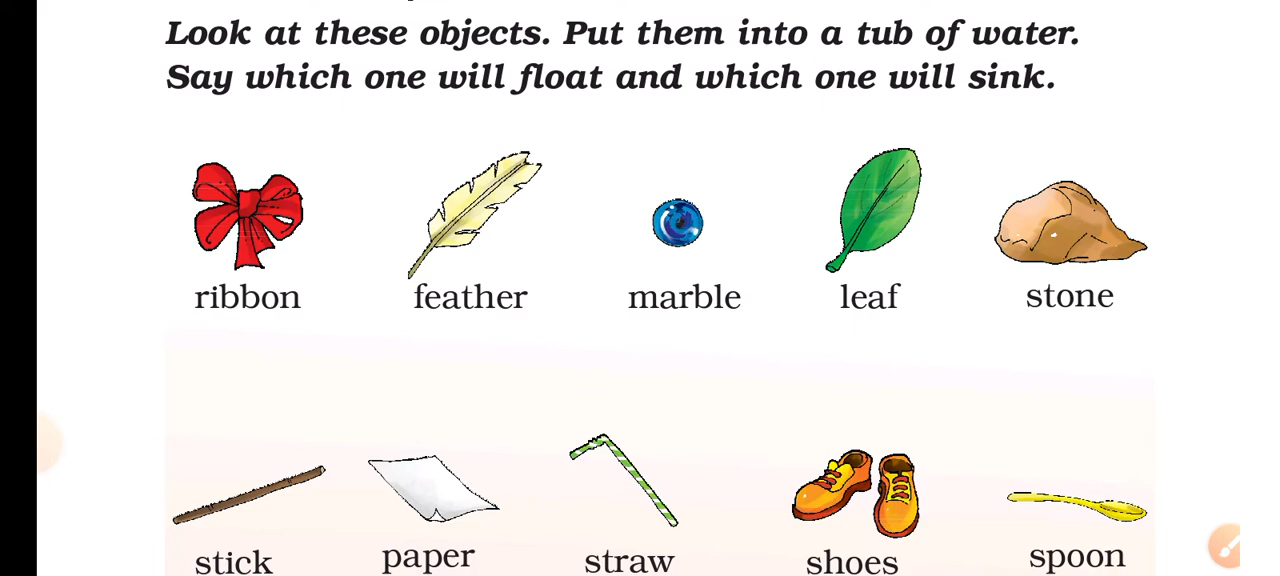 Look at these objects. Put them into a tub of water.
Say which one will float and which one will sink.
ribbon feather marble leaf stone
stick paper straw shoes spoon